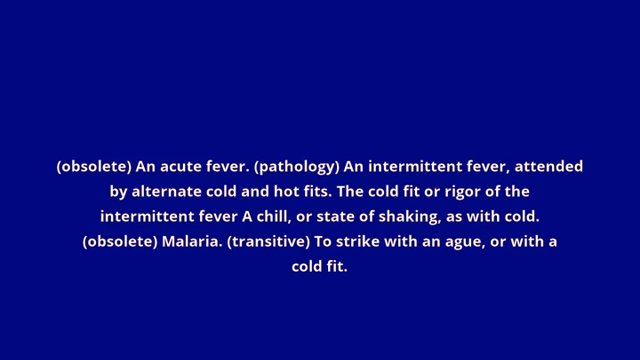 (obsolete) An acute fever. (pathology) An intermittent fever, attended
by alternate cold and hot fits. The cold fit or rigor of the
intermittent fever A chill, or state of shaking, as with cold.
(obsolete) Malaria. (transitive) To strike with an ague, or with a
cold fit.